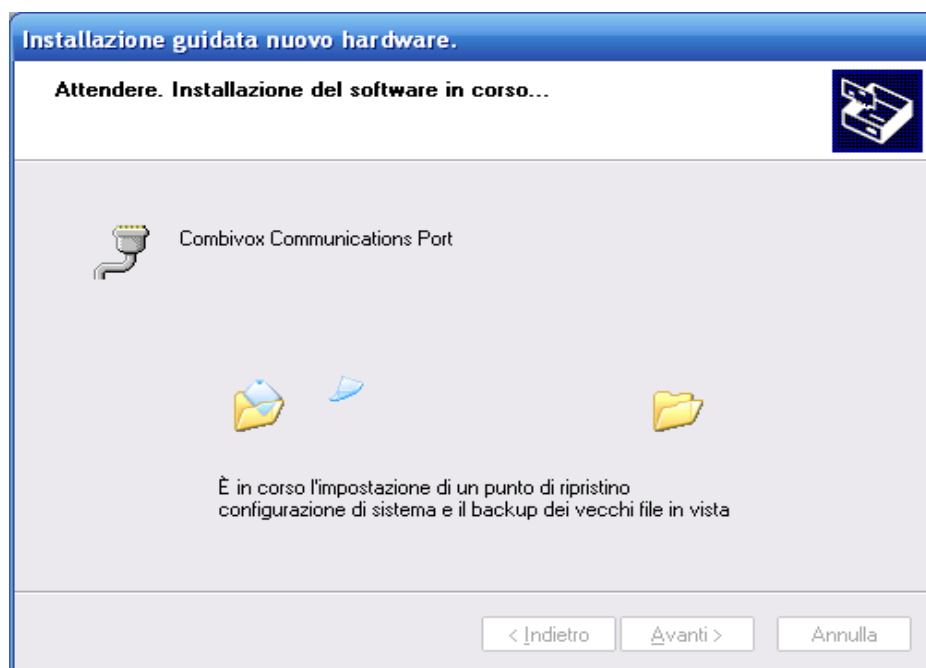 Installazione guidata nuovo hardware.
Attendere. Installazione del software in corso...
Combivox Communications Port
È in corso l'impostazione di un punto di ripristino
configurazione di sistema e il backup dei vecchi file in vista
< Indietro
Avanti >
Annulla